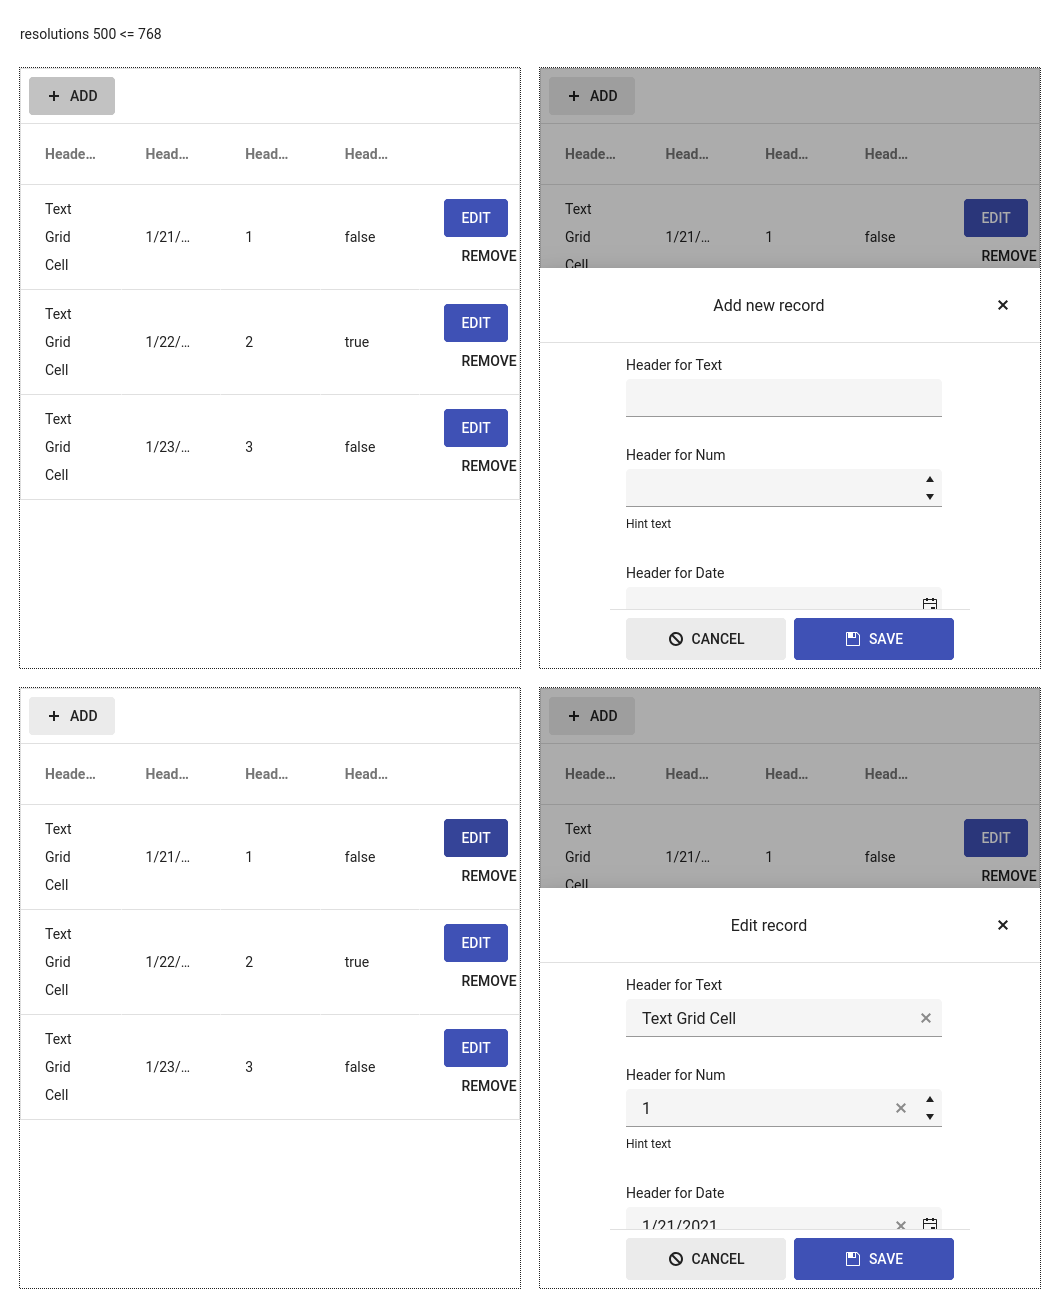 resolutions 500 <= 768
ADD
Heade… Head… Head… Head…
Text Grid Cell 1/21/… 1 false EDIT REMOVE
Text Grid Cell 1/22/… 2 true EDIT REMOVE
Text Grid Cell 1/23/… 3 false EDIT REMOVE
ADD
Heade… Head… Head… Head…
Text Grid Cell 1/21/… 1 false EDIT REMOVE
Add new record
Header for Text
Header for Num
Hint text
Header for Date
CANCEL SAVE
ADD
Heade… Head… Head… Head…
Text Grid Cell 1/21/… 1 false EDIT REMOVE
Text Grid Cell 1/22/… 2 true EDIT REMOVE
Text Grid Cell 1/23/… 3 false EDIT REMOVE
ADD
Heade… Head… Head… Head…
Text Grid Cell 1/21/… 1 false EDIT REMOVE
Edit record
Header for Text
Text Grid Cell
Header for Num
1
Hint text
Header for Date
1/21/2021
CANCEL SAVE